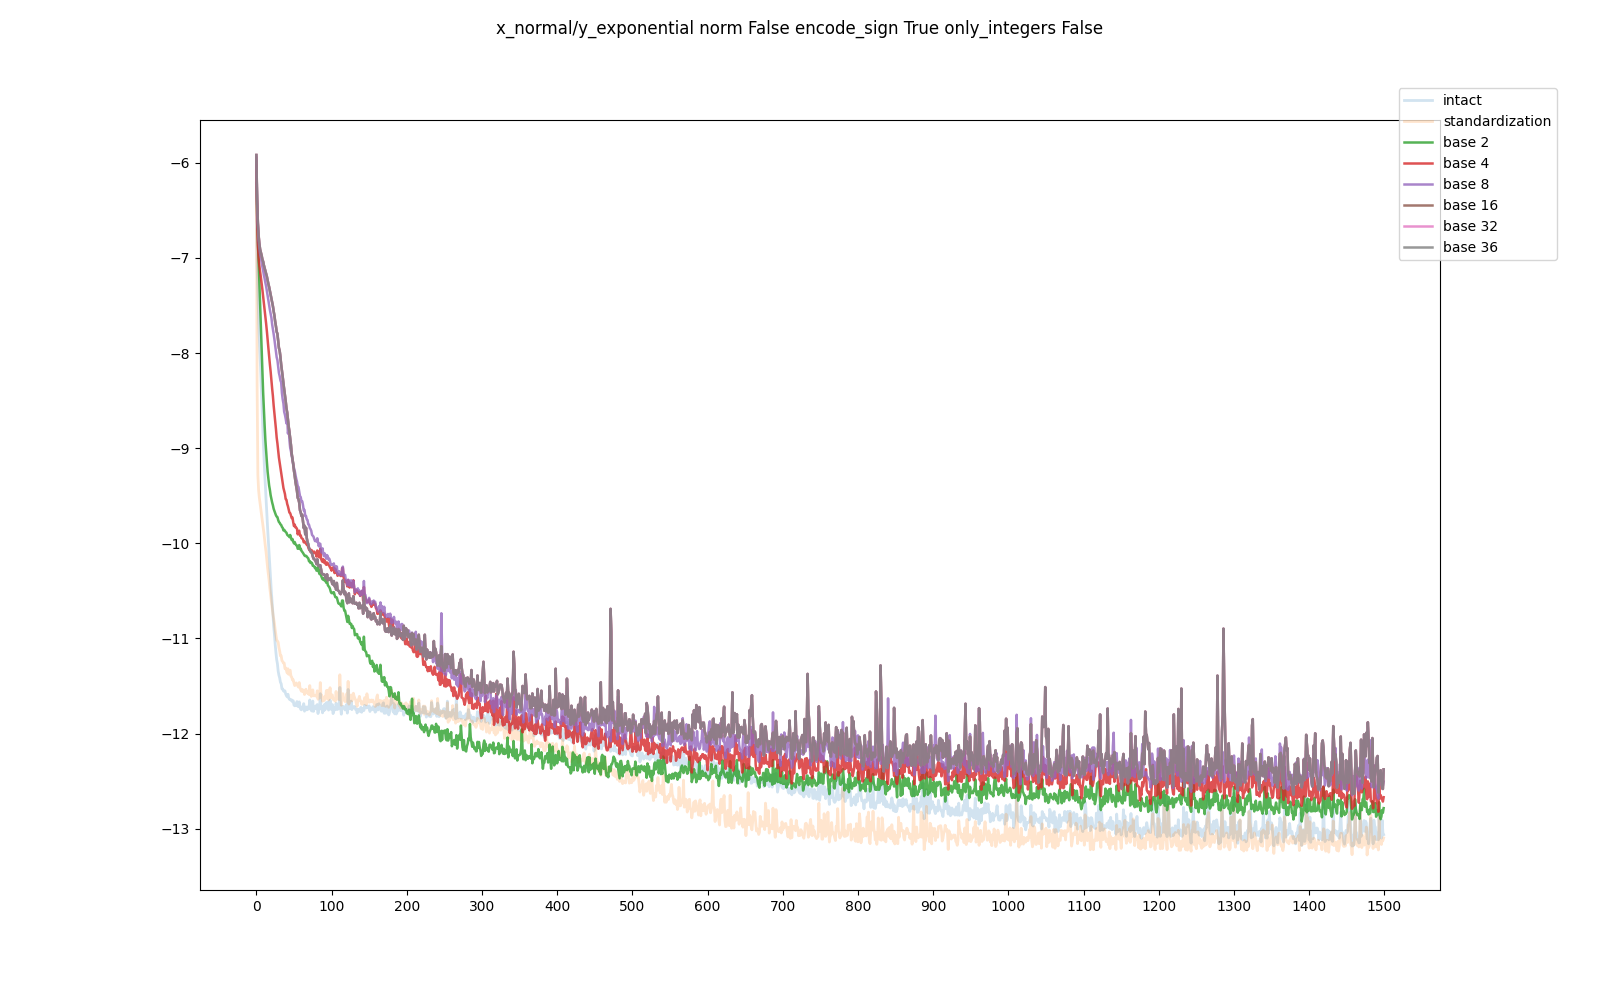 x_normal/y_exponential norm False encode_sign True only_integers False
intact
standardization
base 2
base 4
base 8
base 16
base 32
base 36
−6
−7
−8
−9
−10
−11
−12
−13
0 100 200 300 400 500 600 700 800 900 1000 1100 1200 1300 1400 1500